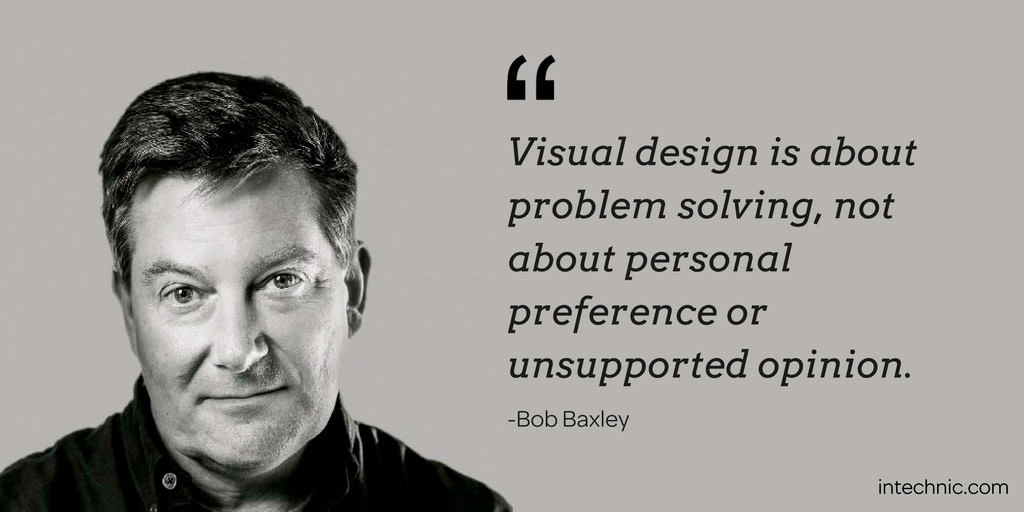 “
Visual design is about
problem solving, not
about personal
preference or
unsupported opinion.
-Bob Baxley
intechnic.com